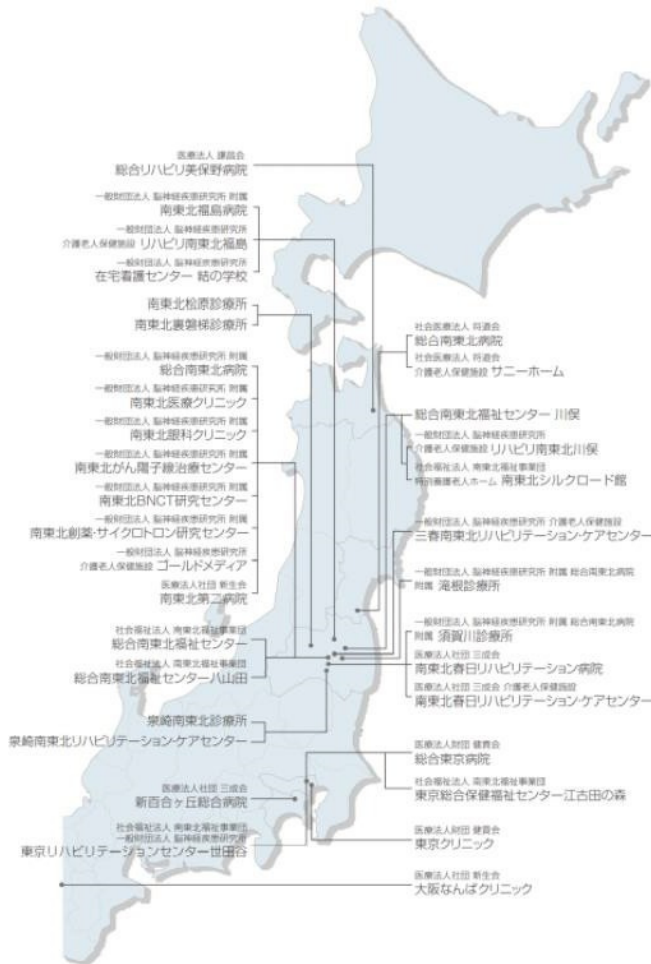 医療法人 謙昌会
総合リハビリ美保野病院
一般財団法人 脳神経疾患研究所 附属
南東北福島病院
一般財団法人 脳神経疾患研究所
介護老人保健施設 リハビリ南東北福島
一般財団法人 脳神経疾患研究所
在宅看護センター 結の学校
南東北松原診療所
南東北裏磐梯診療所
一般財団法人 脳神経疾患研究所 附属
総合南東北病院
一般財団法人 脳神経疾患研究所 附属
南東北医療クリニック
一般財団法人 脳神経疾患研究所 附属
南東北眼科クリニック
一般財団法人 脳神経疾患研究所 附属
南東北がん陽子線治療センター
一般財団法人 脳神経疾患研究所 附属
南東北BNCT研究センター
一般財団法人 脳神経疾患研究所 附属
南東北創薬・サイクロトロン研究センター
一般財団法人 脳神経疾患研究所
介護老人保健施設 ゴールドメディア
医療法人社団 新生会
南東北第二病院
社会福祉法人 南東北福祉事業団
総合南東北福祉センター
社会福祉法人 南東北福祉事業団
総合南東北福祉センター八山田
泉崎南東北診療所
泉崎南東北リハビリテーション・ケアセンター
医療法人社団 三成会
新百合ヶ丘総合病院
社会福祉法人 南東北福祉事業団
一般財団法人 脳神経疾患研究所
東京リハビリテーションセンター世田谷
社会医療法人 将道会
総合南東北病院
社会医療法人 将道会
介護老人保健施設 サニーホーム
総合南東北福祉センター 川俣
一般財団法人 脳神経疾患研究所
介護老人保健施設 リハビリ南東北川俣
社会福祉法人 南東北福祉事業団
特別養護老人ホーム 南東北シルクロード館
一般財団法人 脳神経疾患研究所 介護老人保健施設
三春南東北リハビリテーション・ケアセンター
一般財団法人 脳神経疾患研究所 附属 総合南東北病院
附属 滝根診療所
一般財団法人 脳神経疾患研究所 附属 総合南東北病院
附属 須賀川診療所
医療法人社団 三成会
南東北春日リハビリテーション病院
医療法人社団 三成会 介護老人保健施設
南東北春日リハビリテーション・ケアセンター
医療法人財団 健貢会
総合東京病院
社会福祉法人 南東北福祉事業団
東京総合保健福祉センター江古田の森
医療法人財団 健貢会
東京クリニック
医療法人社団 新生会
大阪なんばクリニック